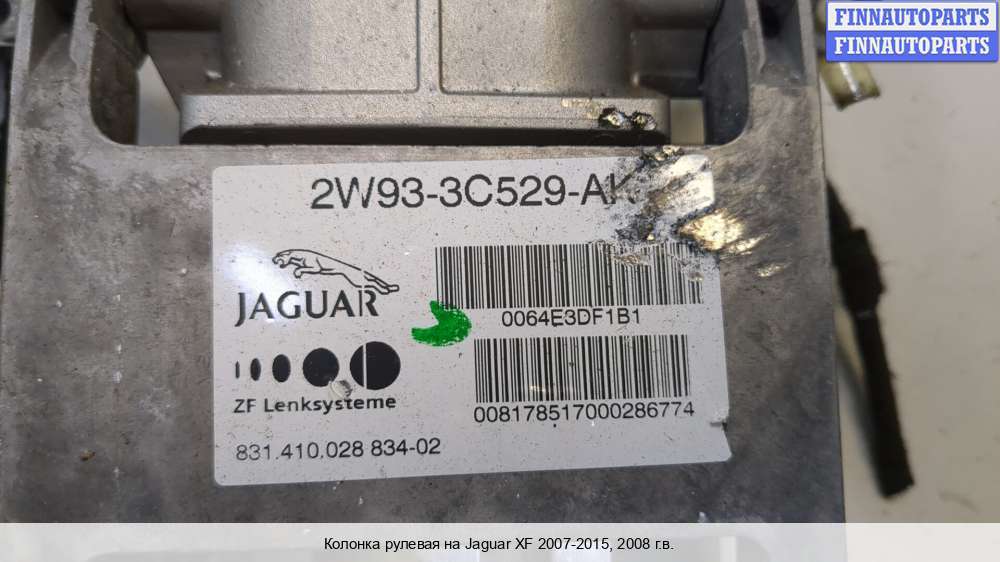 FINNAUTOPARTS
FINNAUTOPARTS
2W93-3C529-AK
JAGUAR
0064E3DF1B1
ZF Lenksysteme
008178517000286774
831.410.028 834-02
Колонка рулевая на Jaguar XF 2007-2015, 2008 г.в.